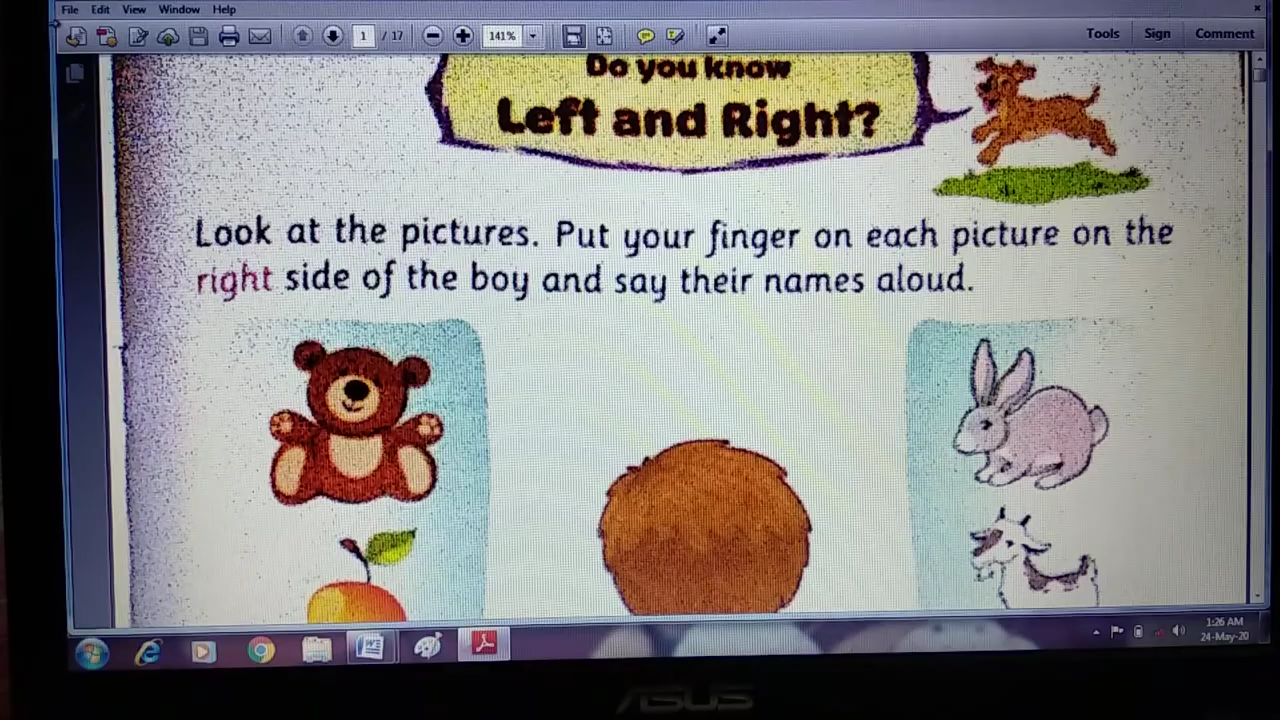 File Edit View Window Help
1 / 17 141% Tools Sign Comment
Do you know
Left and Right?
Look at the pictures. Put your finger on each picture on the
right side of the boy and say their names aloud.
1:26 AM
24-May-20
ASUS